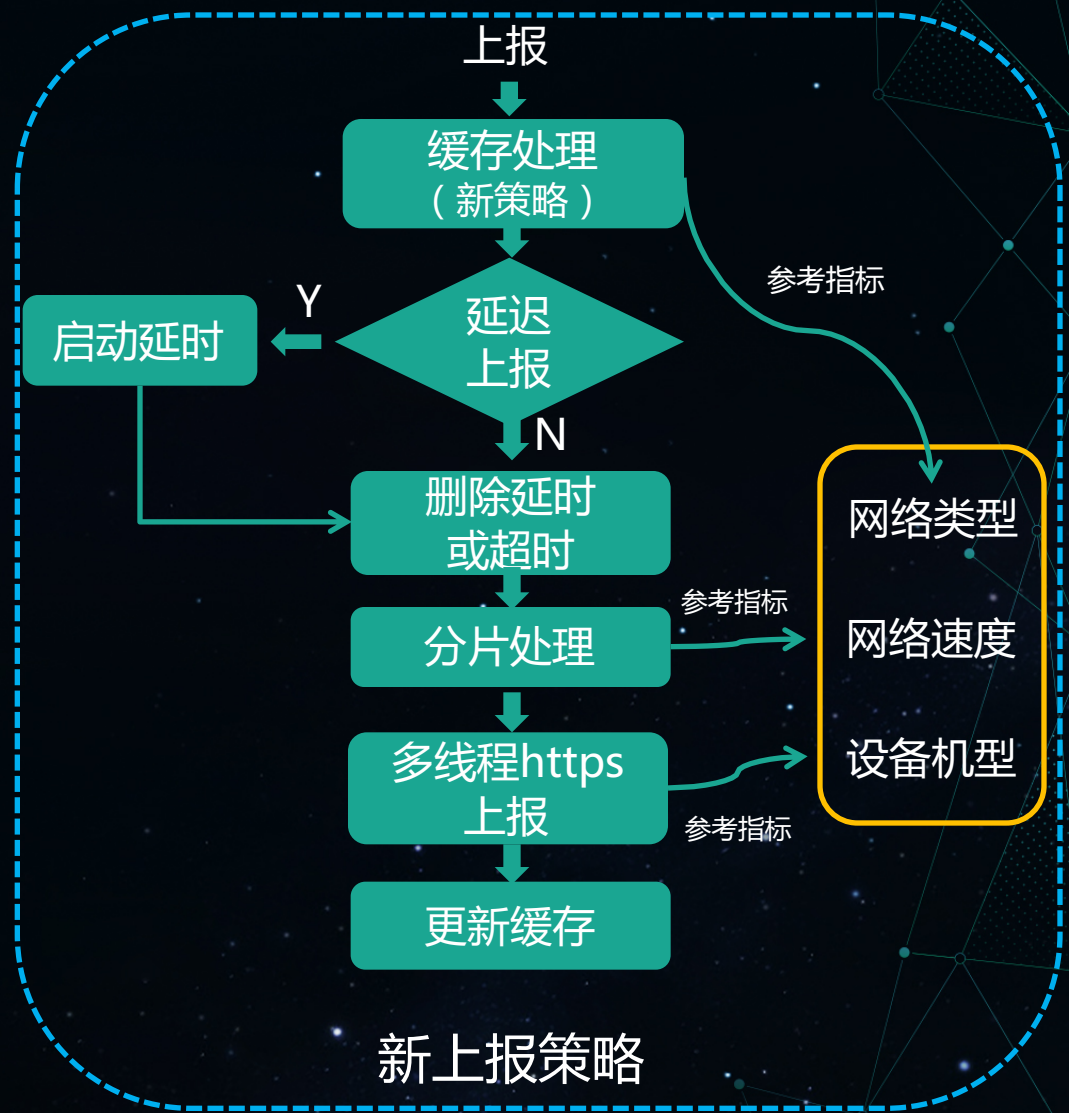 上报
缓存处理
（新策略）
参考指标
Y
延迟
上报
启动延时
N
删除延时
或超时
网络类型
参考指标
分片处理
网络速度
多线程https
上报
设备机型
参考指标
更新缓存
新上报策略